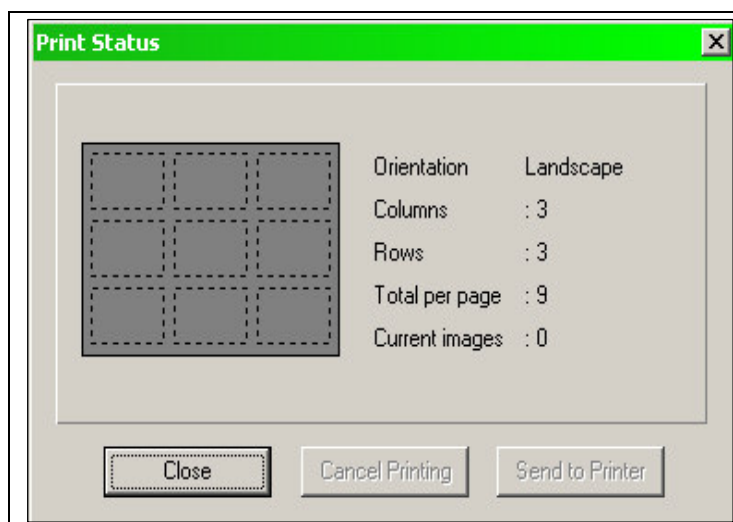 Print Status
Orientation Landscape
Columns : 3
Rows : 3
Total per page : 9
Current images : 0
Close Cancel Printing Send to Printer